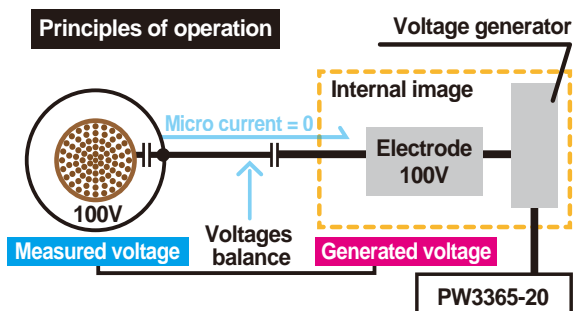 Principles of operation
Voltage generator
Internal image
Micro current = 0
Electrode
100V
100V
Voltages
balance
Measured voltage
Generated voltage
PW3365-20